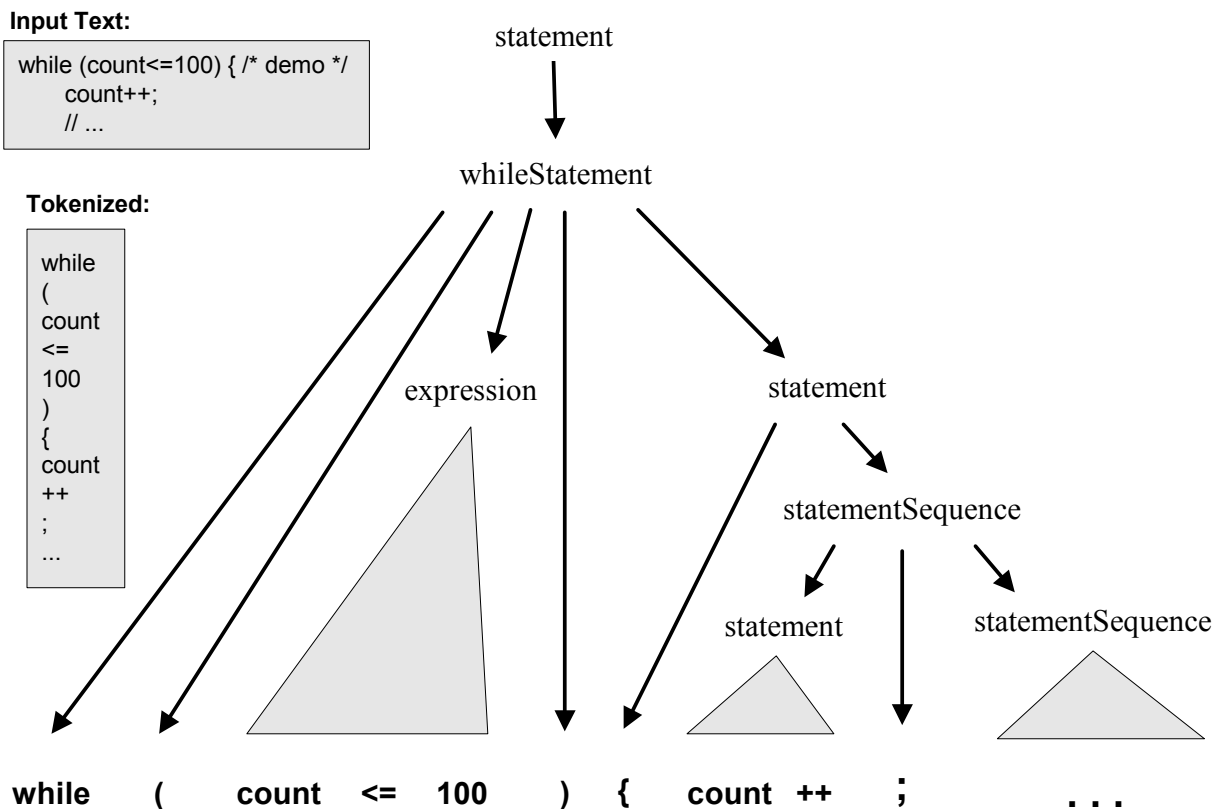 Input Text:
while (count<=100) { /* demo */
count++;
// ...
statement
whileStatement
Tokenized:
while
(
count
<=
100
)
{
count
++
;
...
expression
statement
statementSequence
statement
statementSequence
while ( count <= 100 ) { count ++ ; ...